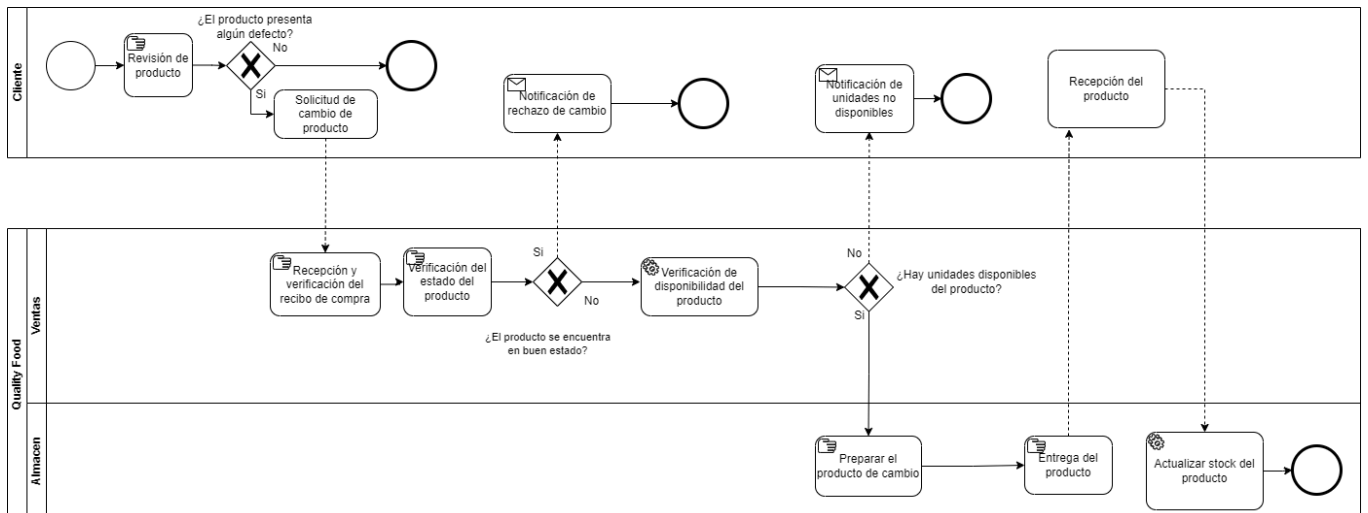 Cliente
¿El producto presenta
algún defecto?
Revisión de
producto
No
Si
Solicitud de
cambio de
producto
Notificación de
rechazo de cambio
Notificación de
unidades no
disponibles
Recepción del
producto
Quality Food
Ventas
Recepción y
verificación del
recibo de compra
Verificación del
estado del
producto
Si
No
¿El producto se encuentra
en buen estado?
Verificación de
disponibilidad del
producto
No
Si
¿Hay unidades disponibles
del producto?
Almacen
Preparar el
producto de cambio
Entrega del
producto
Actualizar stock del
producto